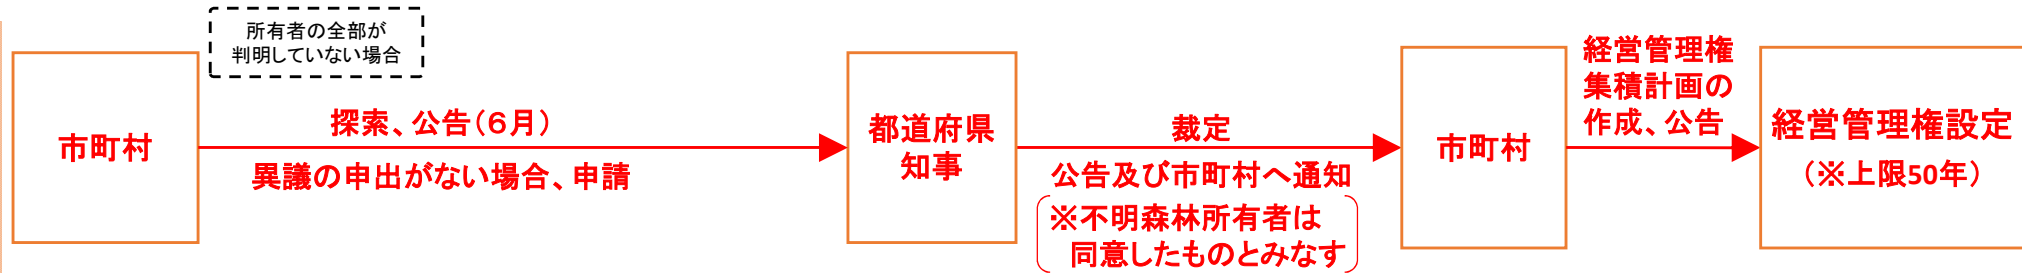 所有者の全部が
判明していない場合
市町村
探索、公告（６月）
異議の申出がない場合、申請
都道府県
知事
裁定
公告及び市町村へ通知
※不明森林所有者は
同意したものとみなす
市町村
経営管理権
集積計画の
作成、公告
経営管理権設定
（※上限50年）